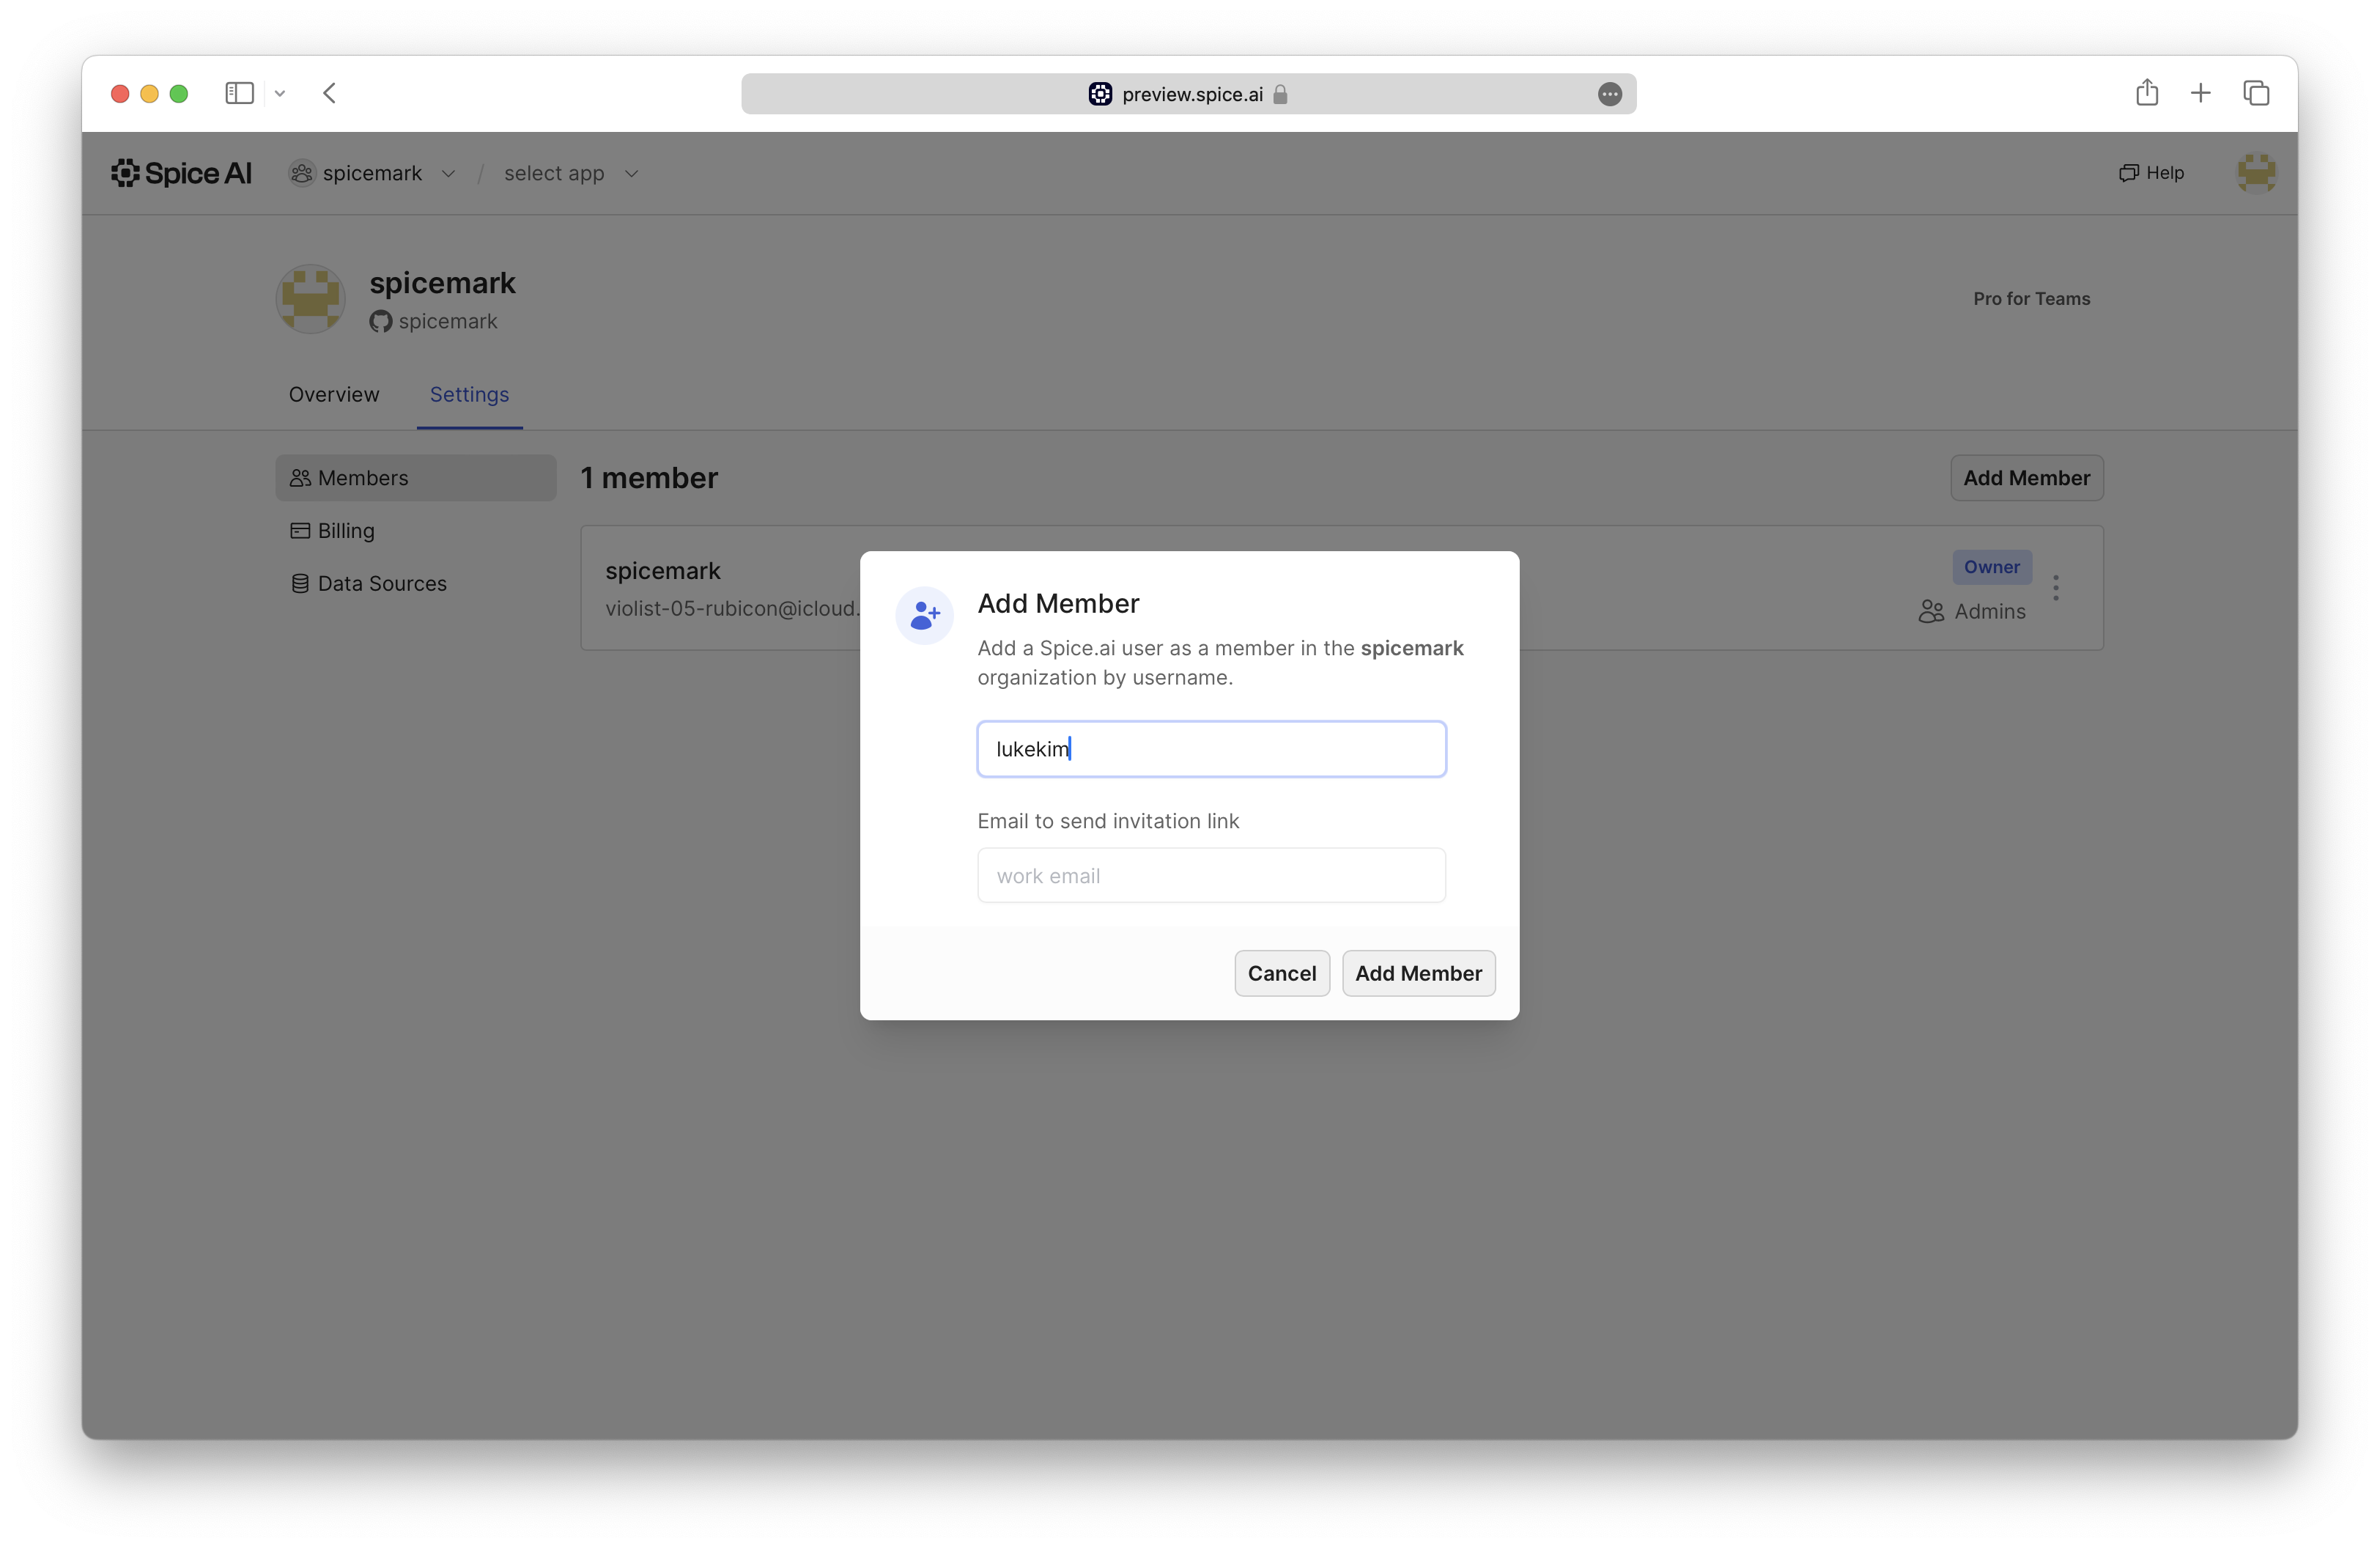 preview.spice.ai
Spice AI
spicemark
/
select app
Help
spicemark
spicemark
Pro for Teams
Overview
Settings
Members
Billing
Data Sources
1 member
Add Member
spicemark
violist-05-rubicon@icloud.
Owner
Admins
Add Member
Add a Spice.ai user as a member in the spicemark
organization by username.
lukekim
Email to send invitation link
work email
Cancel
Add Member